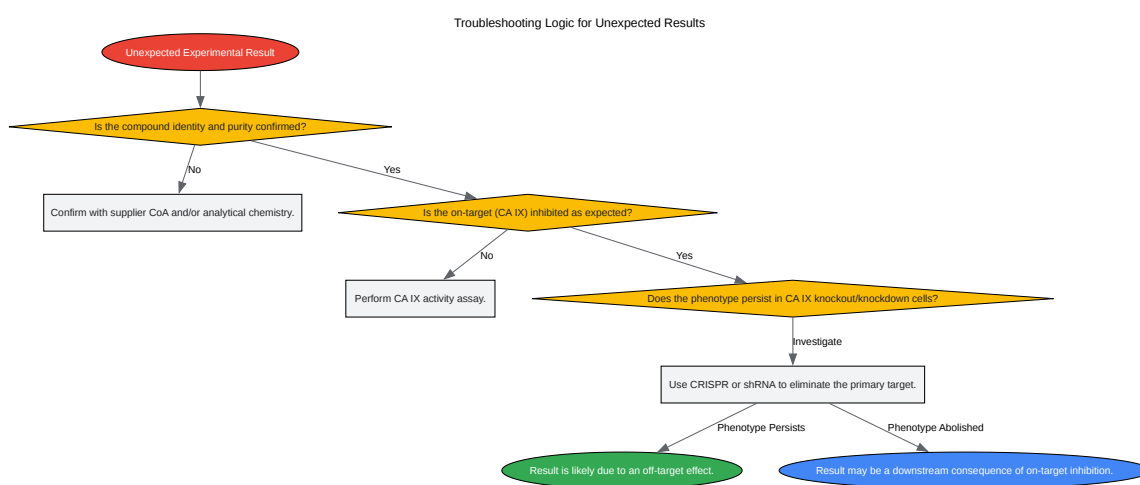 Troubleshooting Logic for Unexpected Results
Unexpected Experimental Result
Is the compound identity and purity confirmed?
No
Yes
Confirm with supplier CoA and/or analytical chemistry.
Is the on-target (CA IX) inhibited as expected?
No
Yes
Perform CA IX activity assay.
Does the phenotype persist in CA IX knockout/knockdown cells?
Investigate
Use CRISPR or shRNA to eliminate the primary target.
Phenotype Persists
Phenotype Abolished
Result is likely due to an off-target effect.
Result may be a downstream consequence of on-target inhibition.